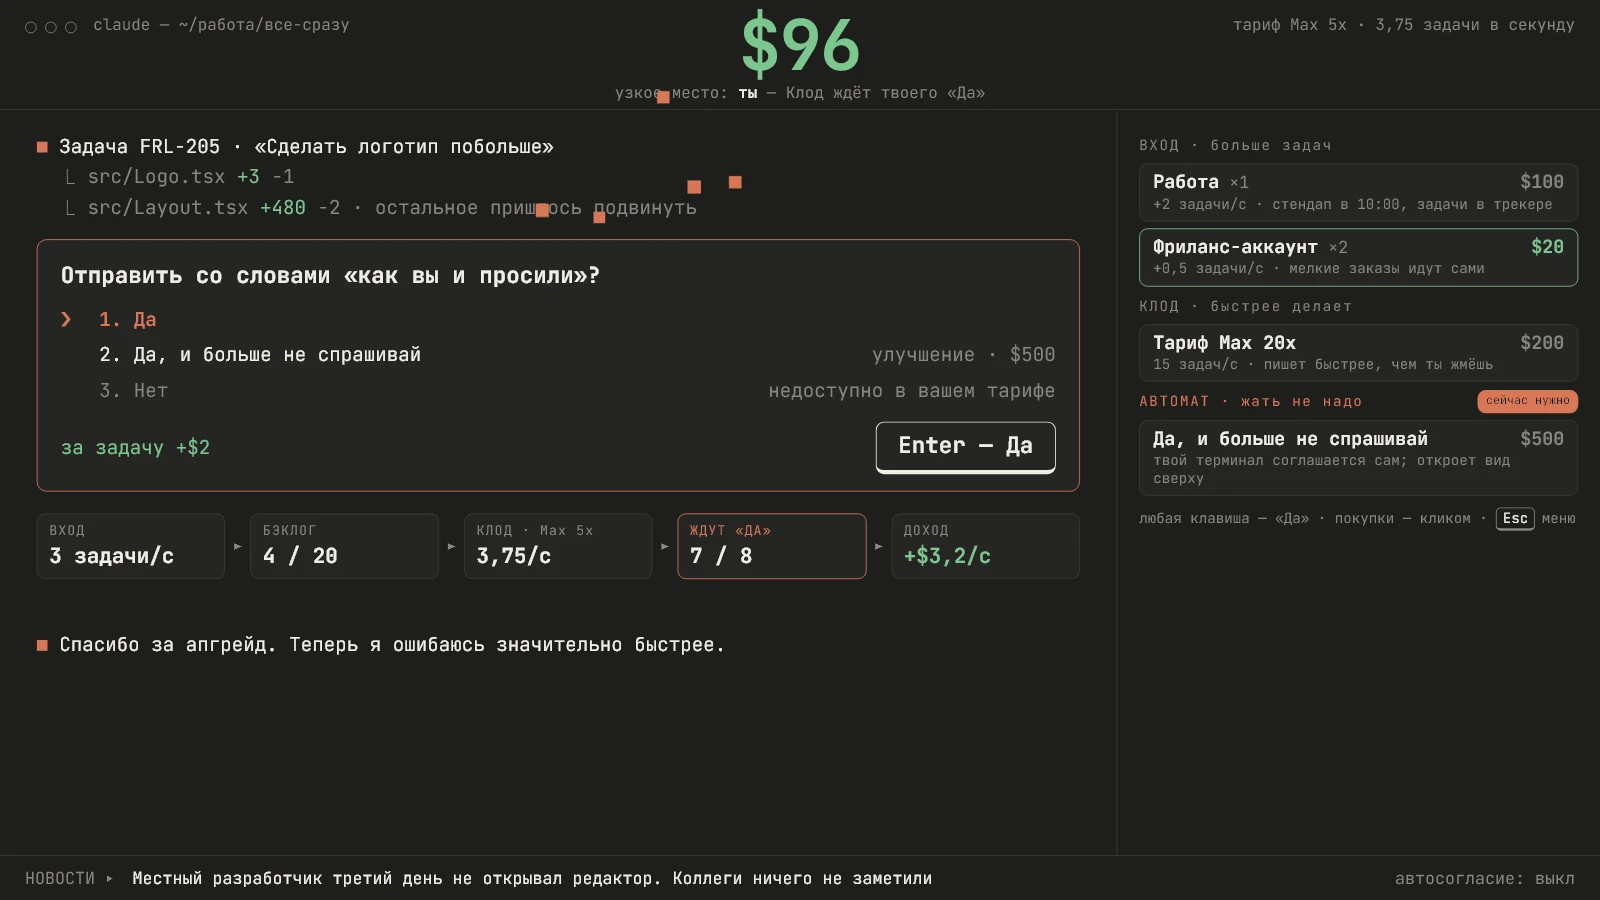 claude — ~/работа/все-сразу
$96
тариф Max 5x · 3,75 задачи в секунду
узкое место: ты — Клод ждёт твоего «Да»
Задача FRL-205 · «Сделать логотип побольше»
└ src/Logo.tsx +3 -1
└ src/Layout.tsx +480 -2 · остальное пришлось подвинуть
Отправить со словами «как вы и просили»?
❯ 1. Да
2. Да, и больше не спрашивай
улучшение · $500
3. Нет
недоступно в вашем тарифе
за задачу +$2
Enter — Да
ВХОД
3 задачи/с
▸
БЭКЛОГ
4 / 20
▸
КЛОД · Max 5x
3,75/с
▸
ЖДУТ «ДА»
7 / 8
▸
ДОХОД
+$3,2/с
Спасибо за апгрейд. Теперь я ошибаюсь значительно быстрее.
ВХОД · больше задач
Работа ×1
$100
+2 задачи/с · стендап в 10:00, задачи в трекере
Фриланс-аккаунт ×2
$20
+0,5 задачи/с · мелкие заказы идут сами
КЛОД · быстрее делает
Тариф Max 20x
$200
15 задач/с · пишет быстрее, чем ты жмёшь
АВТОМАТ · жать не надо
сейчас нужно
Да, и больше не спрашивай
$500
твой терминал соглашается сам; откроет вид
сверху
любая клавиша — «Да» · покупки — кликом · Esc меню
НОВОСТИ ▸ Местный разработчик третий день не открывал редактор. Коллеги ничего не заметили
автосогласие: выкл